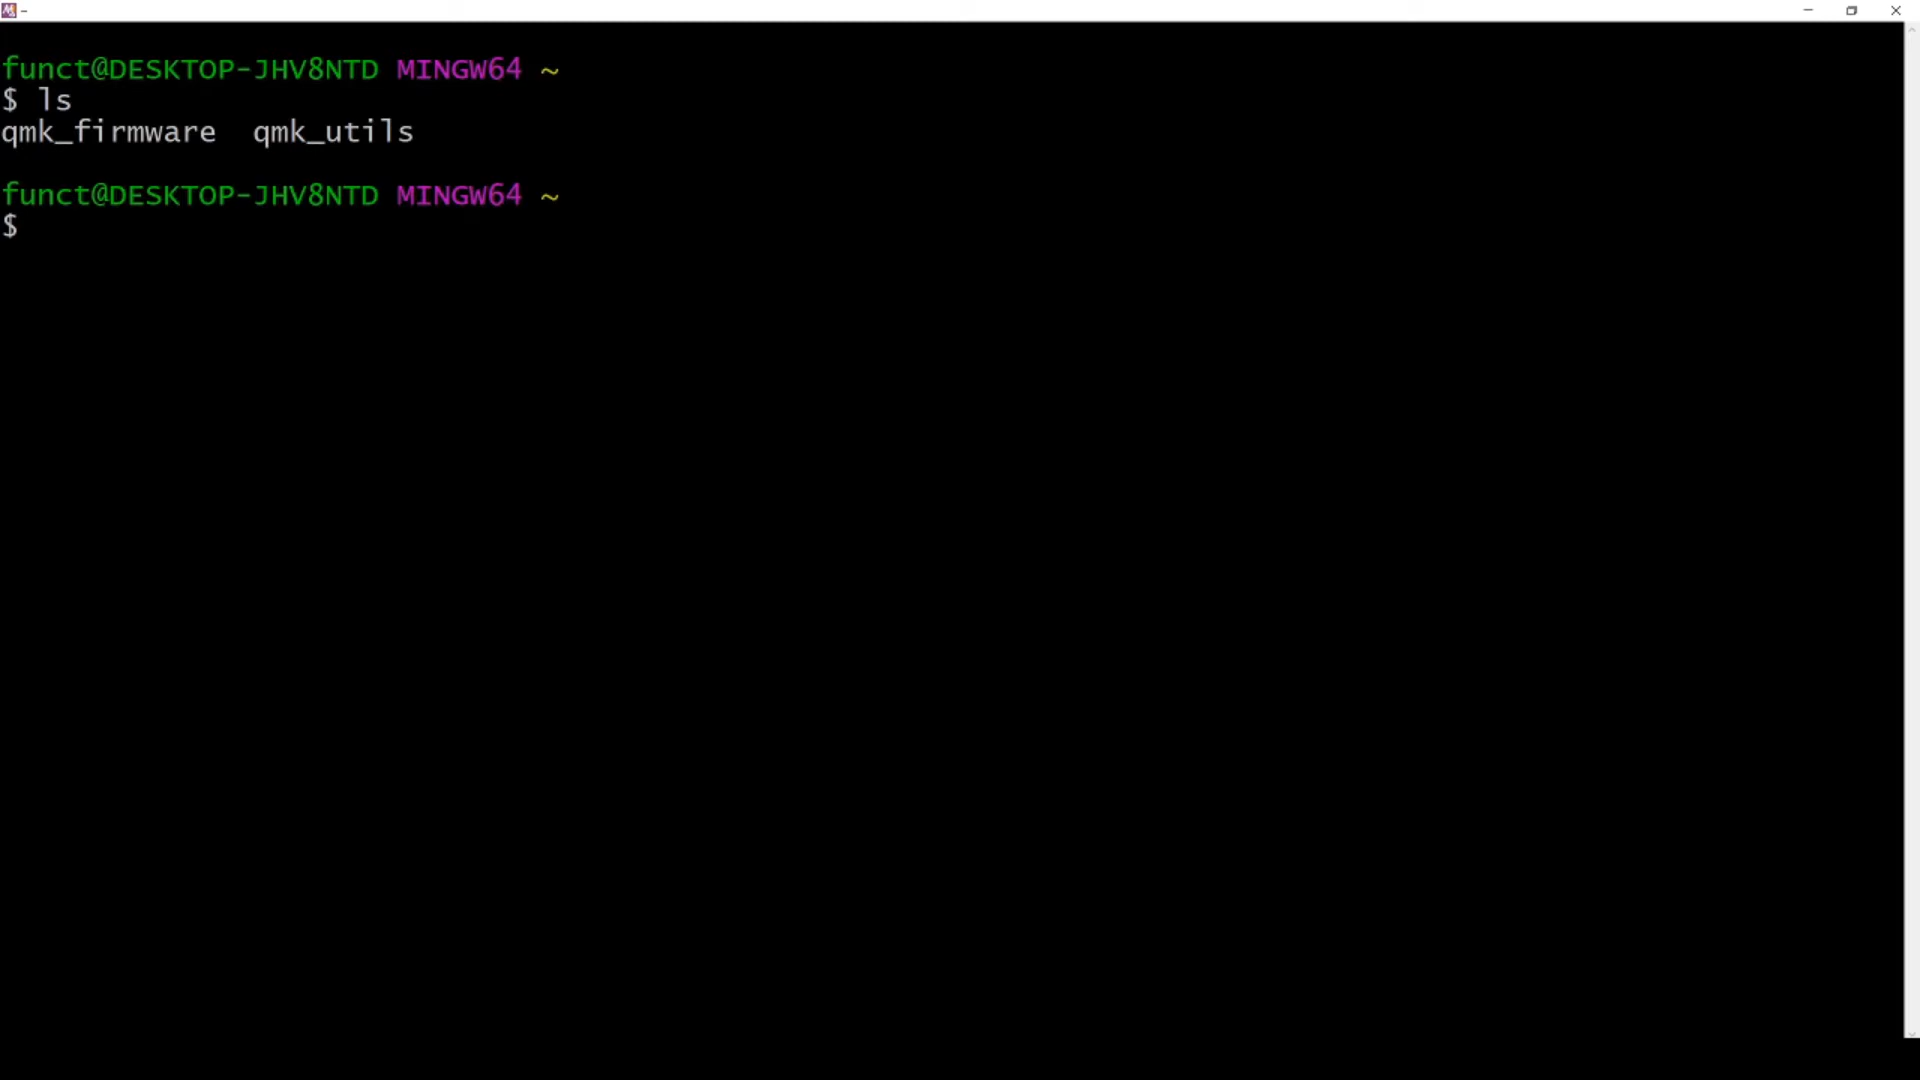 funct@DESKTOP-JHV8NTD MINGW64 ~
$ ls
qmk_firmware  qmk_utils
funct@DESKTOP-JHV8NTD MINGW64 ~
$